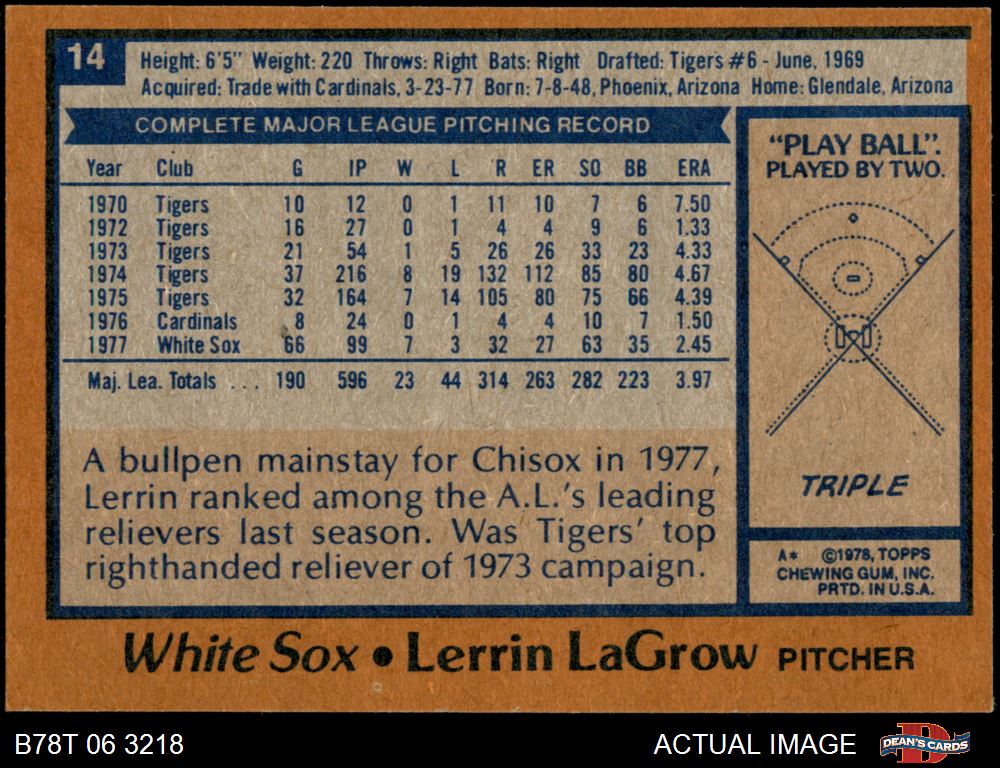 14
Height: 6'5" Weight: 220 Throws: Right Bats: Right Drafted: Tigers #6 - June, 1969
Acquired: Trade with Cardinals, 3-23-77 Born: 7-8-48, Phoenix, Arizona Home: Glendale, Arizona
COMPLETE MAJOR LEAGUE PITCHING RECORD
Year Club G IP W L R ER SO BB ERA
1970 Tigers 10 12 0 1 11 10 7 6 7.50
1972 Tigers 16 27 0 1 4 4 9 6 1.33
1973 Tigers 21 54 1 5 26 26 33 23 4.33
1974 Tigers 37 216 8 19 132 112 85 80 4.67
1975 Tigers 32 164 7 14 105 80 75 66 4.39
1976 Cardinals 8 24 0 1 4 4 10 7 1.50
1977 White Sox 66 99 7 3 32 27 63 35 2.45
Maj. Lea. Totals ... 190 596 23 44 314 263 282 223 3.97
A bullpen mainstay for Chisox in 1977,
Lerrin ranked among the A.L.'s leading
relievers last season. Was Tigers' top
righthanded reliever of 1973 campaign.
"PLAY BALL".
PLAYED BY TWO.
TRIPLE
A* ©1978, TOPPS
CHEWING GUM, INC.
PRTD. IN U.S.A.
White Sox • Lerrin LaGrow PITCHER
B78T 06 3218
ACTUAL IMAGE
D
DEAN'S CARDS